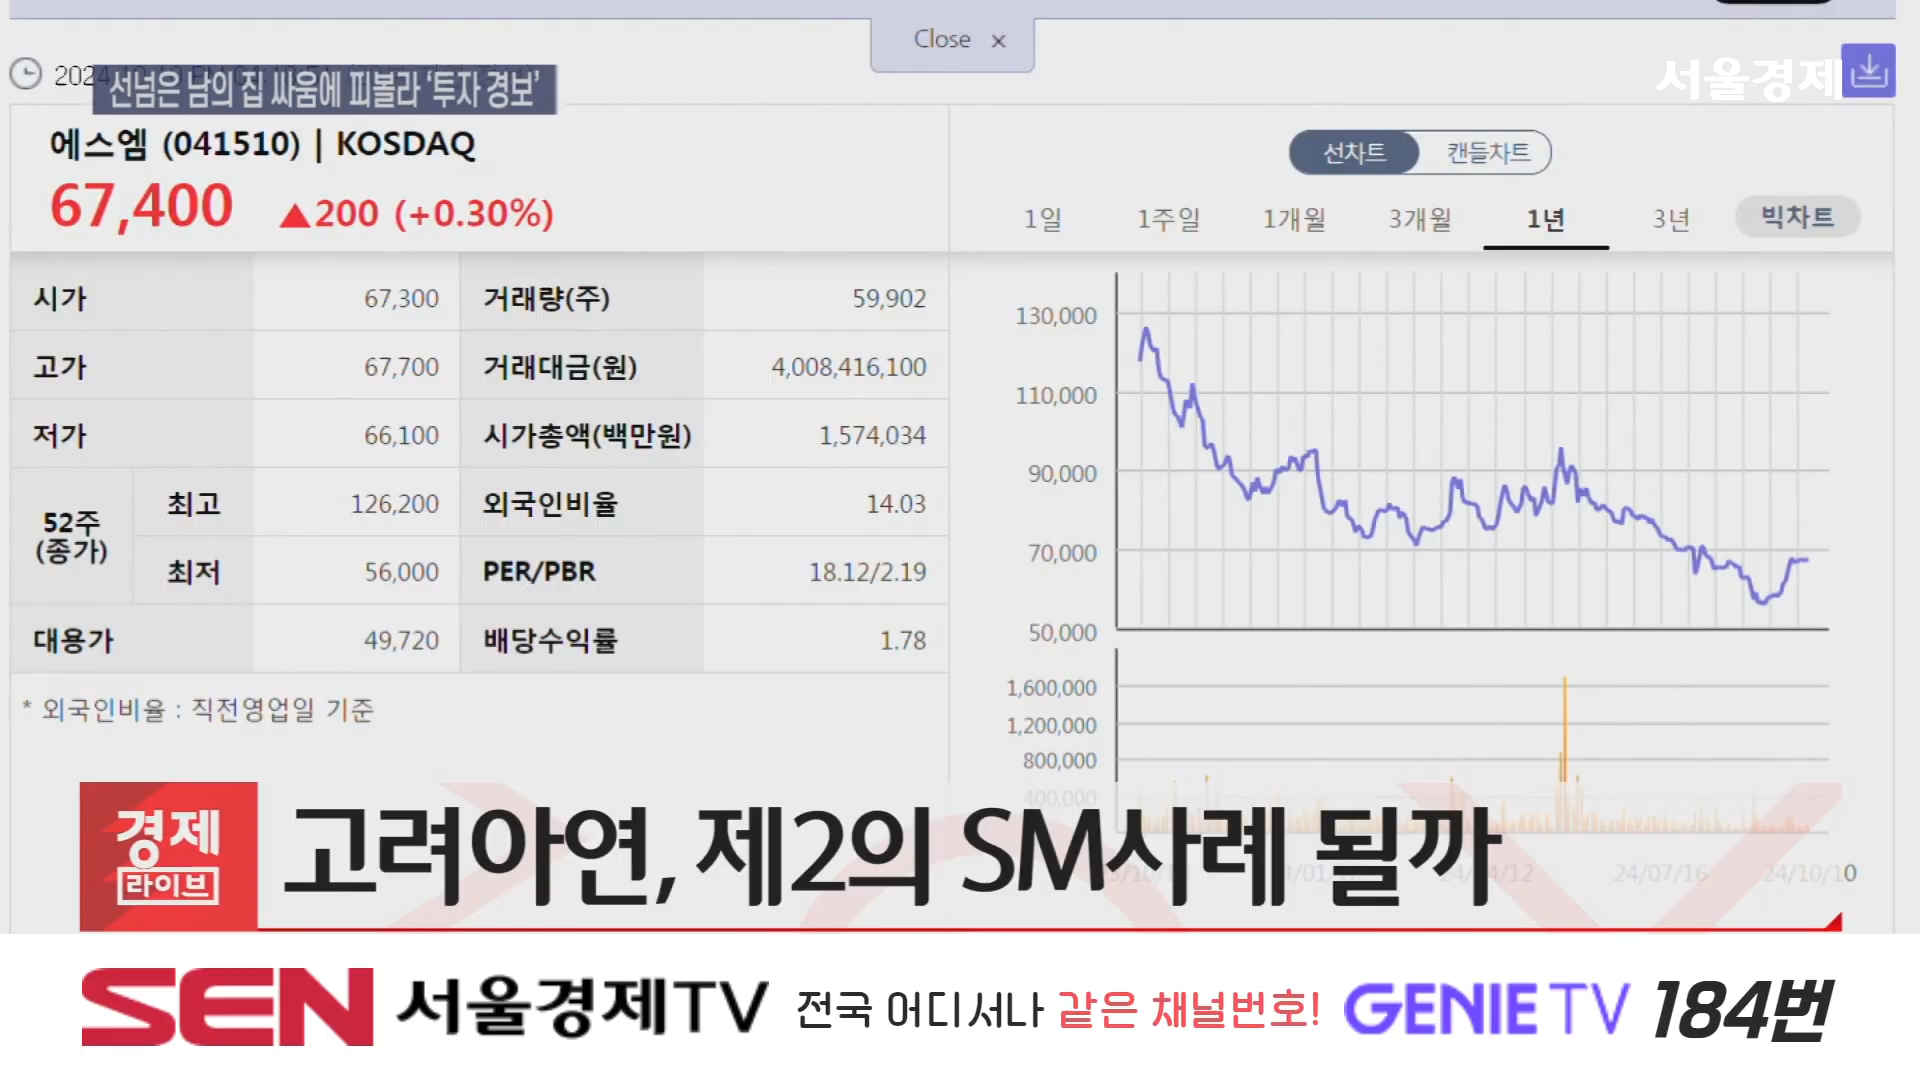 Close ×
2024
선넘은 남의 집 싸움에 피볼라 ‘투자 경보’
서울경제
에스엠 (041510) | KOSDAQ
67,400 ▲200 (+0.30%)
선차트 캔들차트
1일 1주일 1개월 3개월 1년 3년 빅차트
시가 67,300 거래량(주) 59,902
고가 67,700 거래대금(원) 4,008,416,100
저가 66,100 시가총액(백만원) 1,574,034
52주
(종가)
최고 126,200 외국인비율 14.03
최저 56,000 PER/PBR 18.12/2.19
대용가 49,720 배당수익률 1.78
* 외국인비율 : 직전영업일 기준
130,000
110,000
90,000
70,000
50,000
1,600,000
1,200,000
800,000
400,000
24/07/16 24/10/10
경제
라이브
고려아연, 제2의 SM사례 될까
SEN 서울경제TV 전국 어디서나 같은 채널번호! GENIE TV 184번